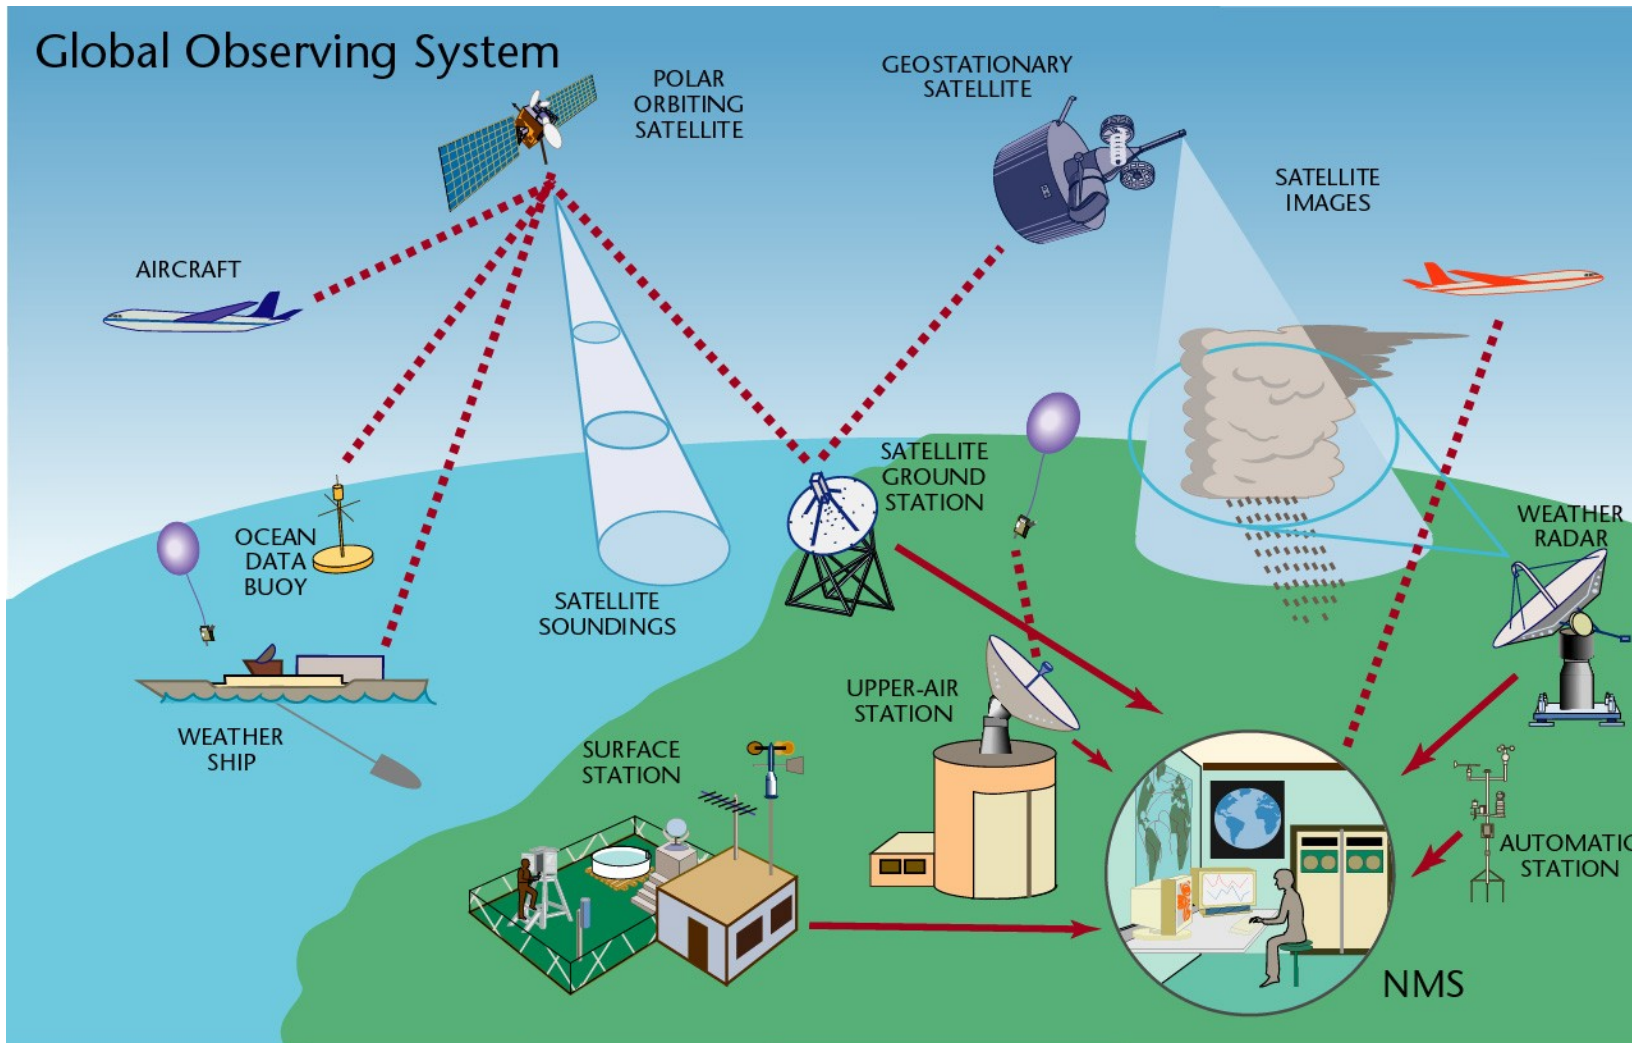 Global Observing System
POLAR
ORBITING
SATELLITE
GEOSTATIONARY
SATELLITE
SATELLITE
IMAGES
AIRCRAFT
OCEAN
DATA
BUOY
SATELLITE
SOUNDINGS
SATELLITE
GROUND
STATION
WEATHER
RADAR
WEATHER
SHIP
UPPER-AIR
STATION
SURFACE
STATION
AUTOMATIC
STATION
NMS